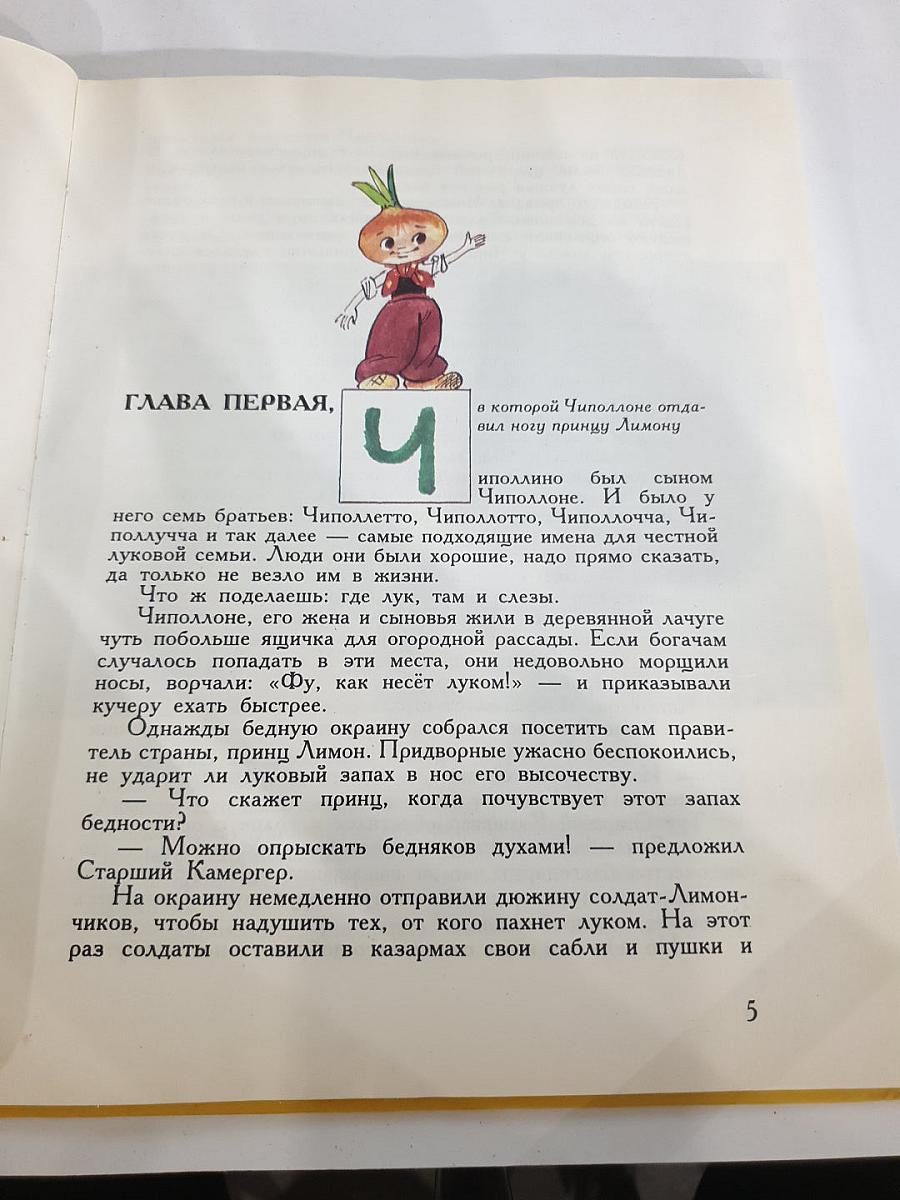 ГЛАВА ПЕРВАЯ,
в которой Чиполлоне отда-
вил ногу принцу Лимону
Чиполлино был сыном
Чиполлоне. И было у
него семь братьев: Чиполлетто, Чиполлотто, Чиполлочча, Чи-
поллучча и так далее — самые подходящие имена для честной
луковой семьи. Люди они были хорошие, надо прямо сказать,
да только не везло им в жизни.
Что ж поделаешь: где лук, там и слезы.
Чиполлоне, его жена и сыновья жили в деревянной лачуге
чуть побольше ящичка для огородной рассады. Если богачам
случалось попадать в эти места, они недовольно морщили
носы, ворчали: «Фу, как несёт луком!» — и приказывали
кучеру ехать быстрее.
Однажды бедную окраину собрался посетить сам прави-
тель страны, принц Лимон. Придворные ужасно беспокоились,
не ударит ли луковый запах в нос его высочеству.
— Что скажет принц, когда почувствует этот запах
бедности?
— Можно опрыскать бедняков духами! — предложил
Старший Камергер.
На окраину немедленно отправили дюжину солдат-Лимон-
чиков, чтобы надушить тех, от кого пахнет луком. На этот
раз солдаты оставили в казармах свои сабли и пушки и
5